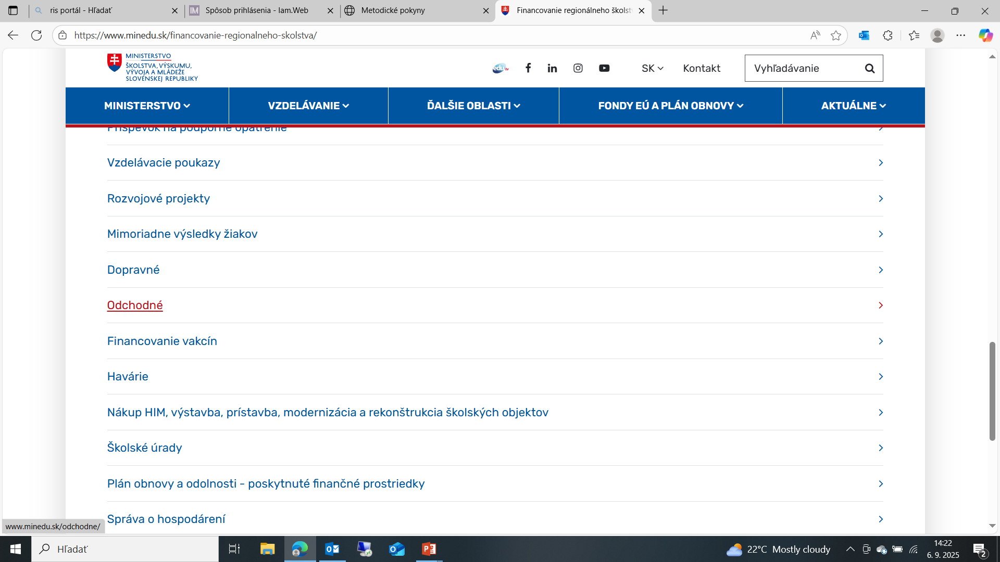 ris portál - Hľadať
Spôsob prihlásenia - Iam.Web
Metodické pokyny
Financovanie regionálneho školst
https://www.minedu.sk/financovanie-regionalneho-skolstva/
MINISTERSTVO
ŠKOLSTVA, VÝSKUMU,
VÝVOJA A MLÁDEŽE
SLOVENSKEJ REPUBLIKY
edu tv
SK
Kontakt
Vyhľadávanie
MINISTERSTVO
VZDELÁVANIE
ĎALŠIE OBLASTI
FONDY EÚ A PLÁN OBNOVY
AKTUÁLNE
Príspevok na podporné opatrenie
Vzdelávacie poukazy
Rozvojové projekty
Mimoriadne výsledky žiakov
Dopravné
Odchodné
Financovanie vakcín
Havárie
Nákup HIM, výstavba, prístavba, modernizácia a rekonštrukcia školských objektov
Školské úrady
Plán obnovy a odolnosti - poskytnuté finančné prostriedky
Správa o hospodárení
www.minedu.sk/odchodne/
Hľadať
22°C Mostly cloudy
14:22
6. 9. 2025
2